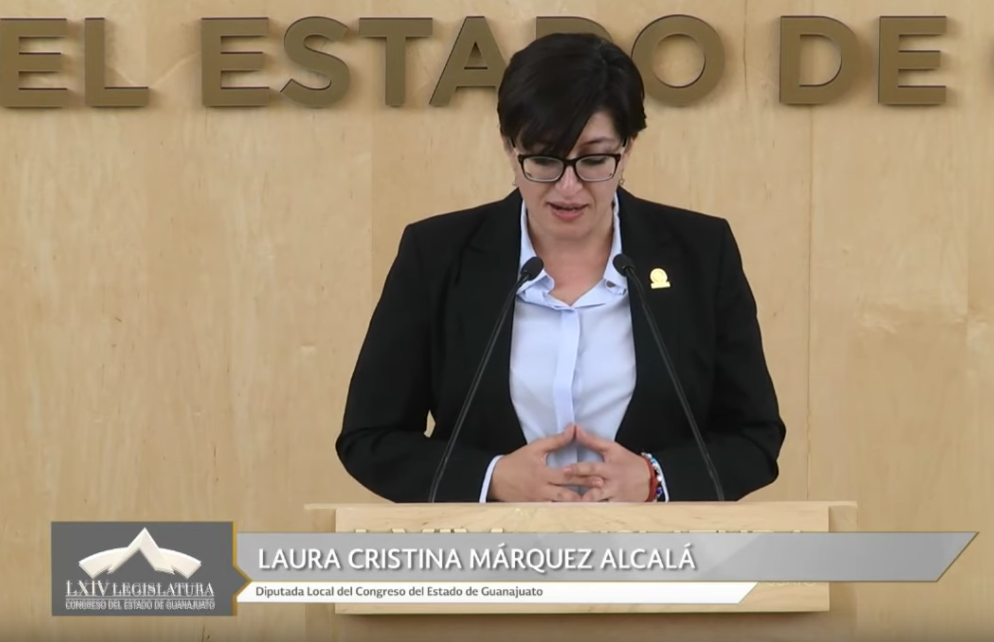 EL ESTADO DE
LAURA CRISTINA MÁRQUEZ ALCALÁ
Diputada Local del Congreso del Estado de Guanajuato
LXIV LEGISLATURA
CONGRESO DEL ESTADO DE GUANAJUATO